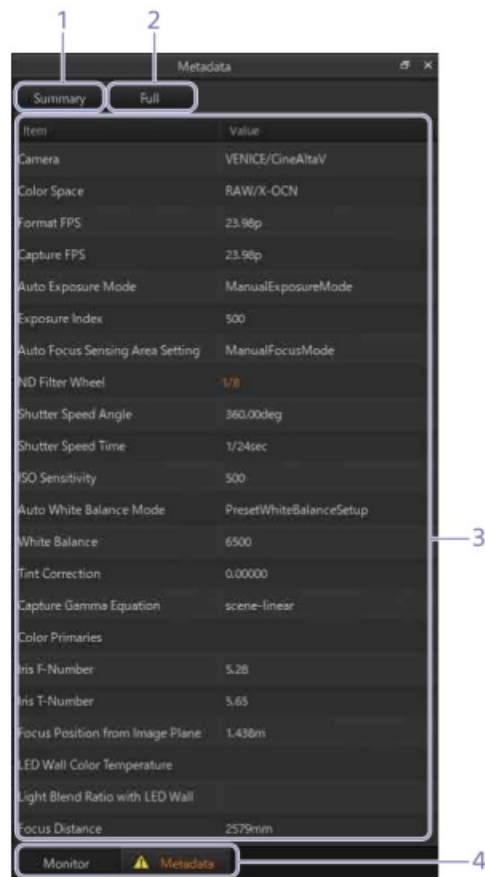 1 2
Metadata
Summary Full
Item Value
Camera VENICE/CineAltaV
Color Space RAW/X-OCN
Format FPS 23.98p
Capture FPS 23.98p
Auto Exposure Mode ManualExposureMode
Exposure Index 500
Auto Focus Sensing Area Setting ManualFocusMode
ND Filter Wheel 1/8
Shutter Speed Angle 360.00deg
Shutter Speed Time 1/24sec
ISO Sensitivity 500
Auto White Balance Mode PresetWhiteBalanceSetup
White Balance 6500
3
Tint Correction 0.00000
Capture Gamma Equation scene-linear
Color Primaries
Iris F-Number 5.28
Iris T-Number 5.65
Focus Position from Image Plane 1.438m
LED Wall Color Temperature
Light Blend Ratio with LED Wall
Focus Distance 2579mm
Monitor Metadata 4